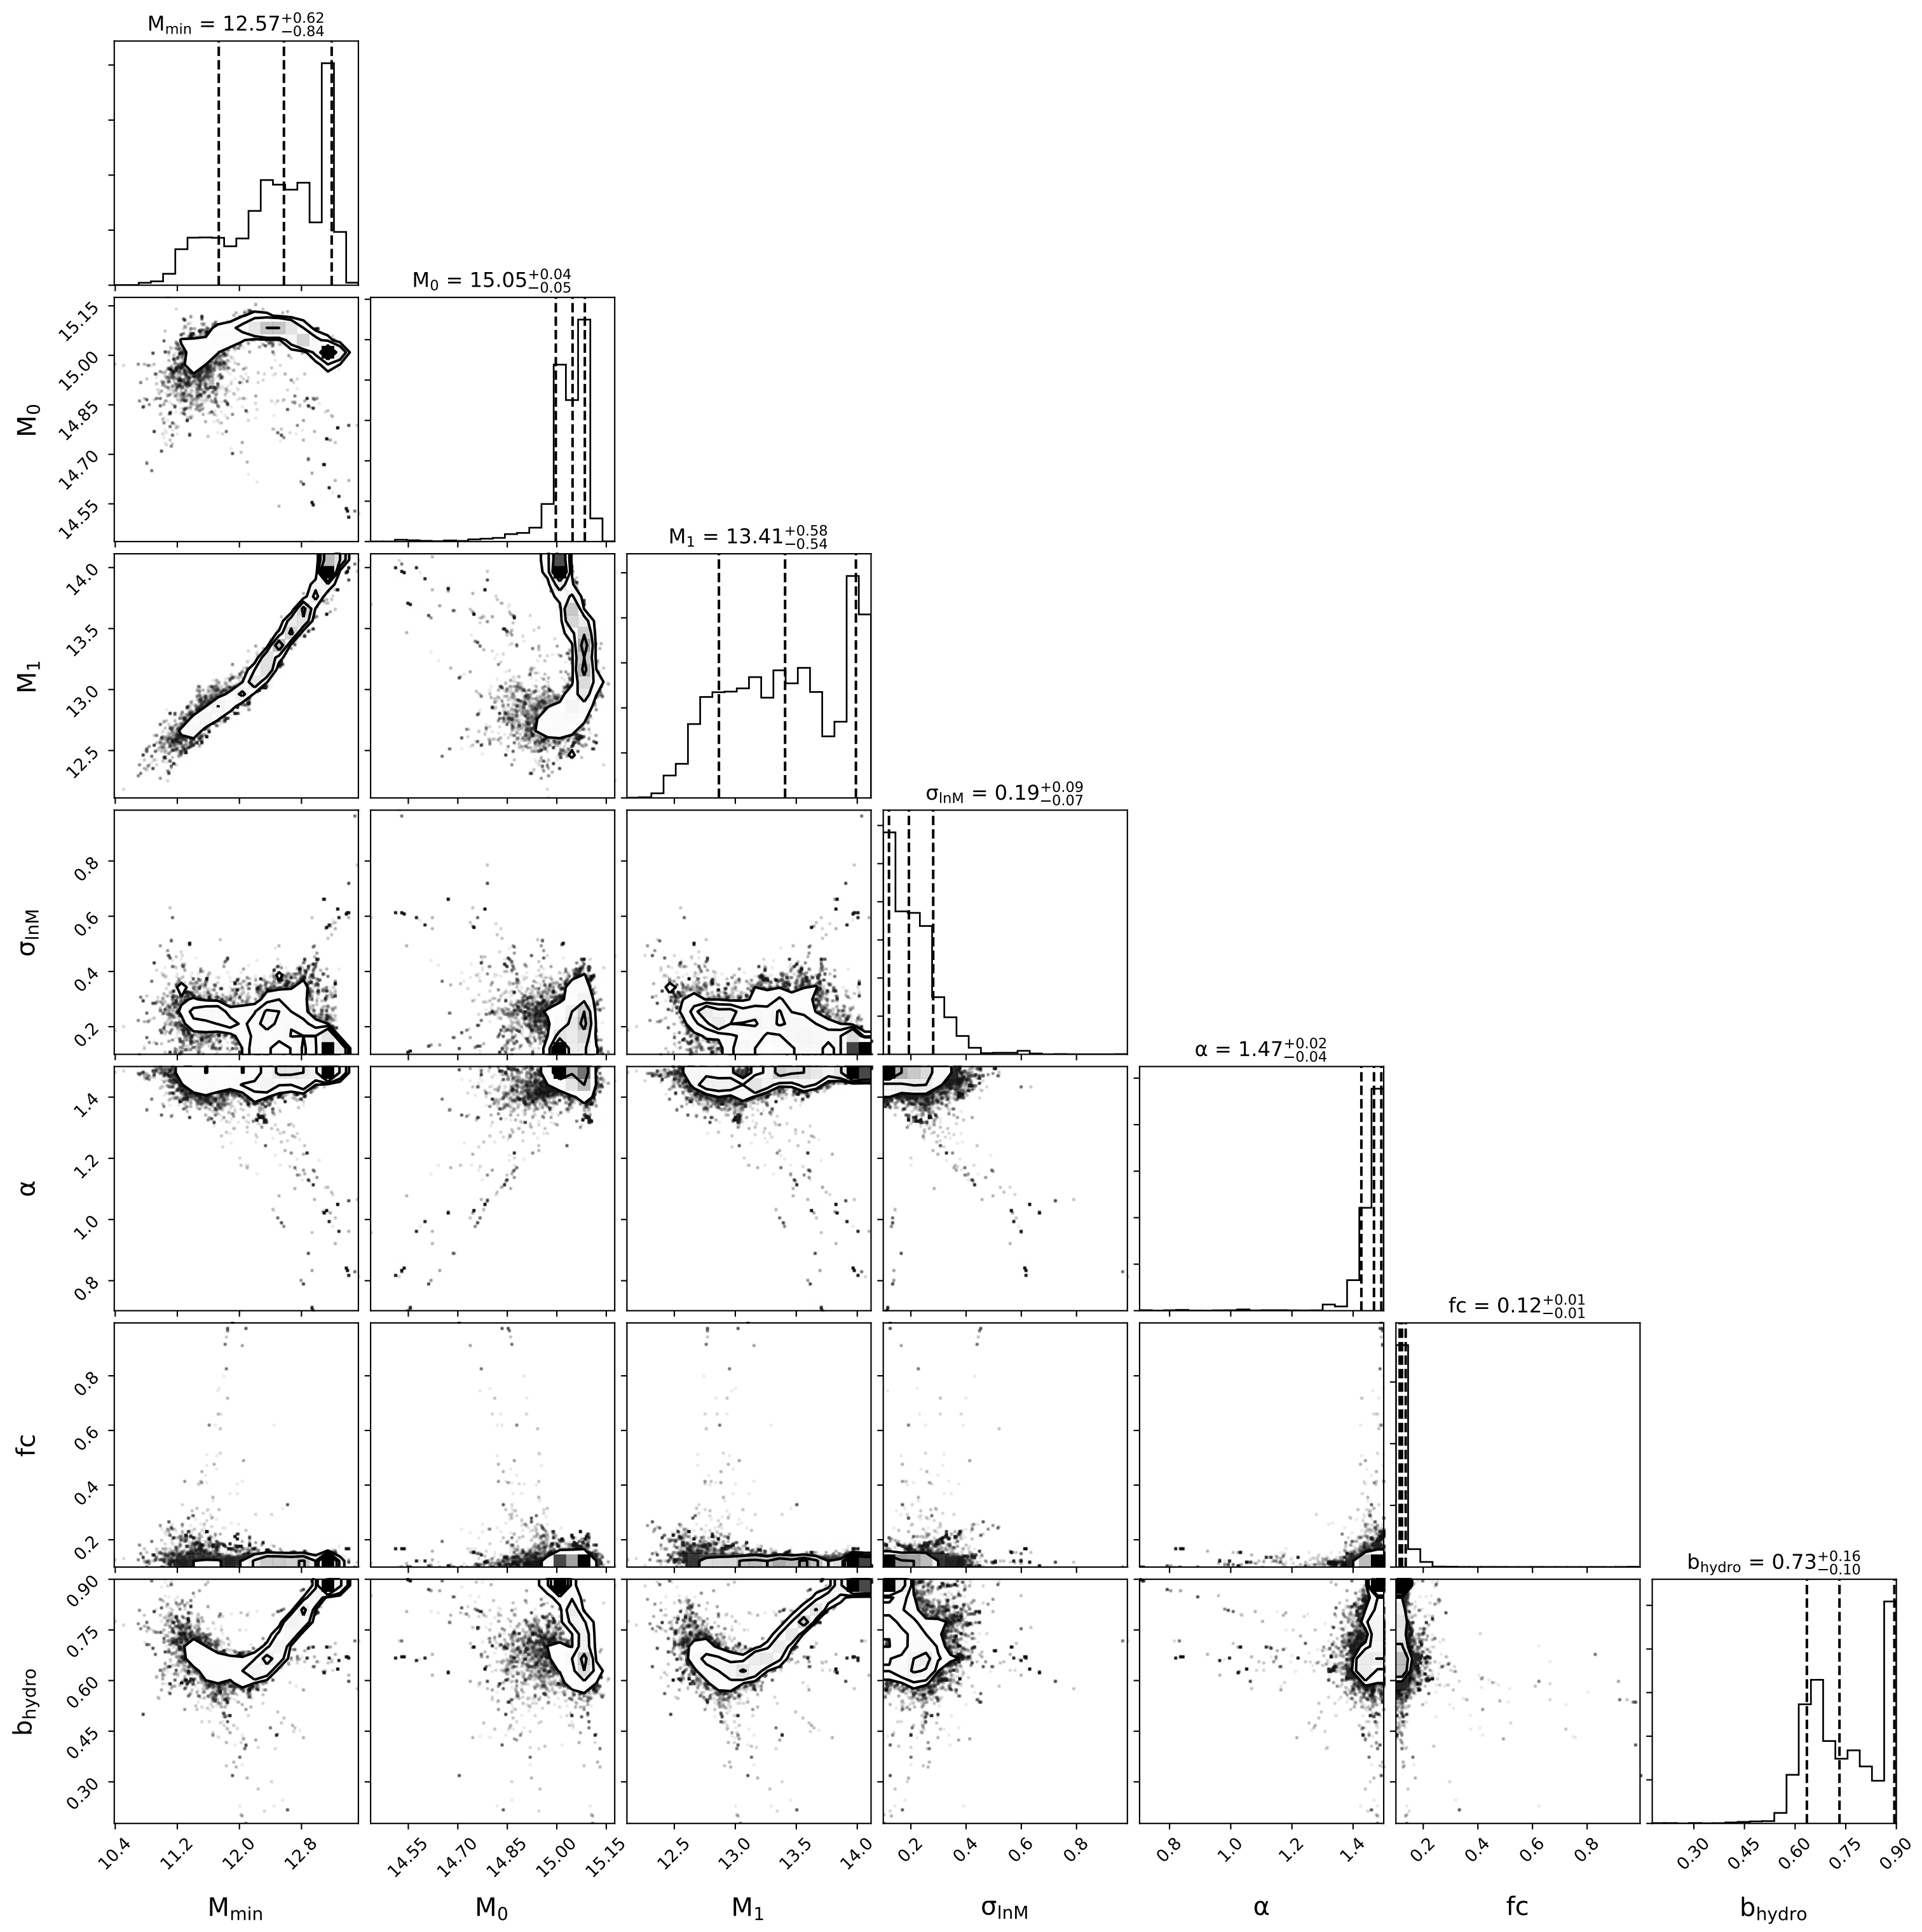 M_min = 12.57 +0.62 −0.84
M_0 = 15.05 +0.04 −0.05
15.15
15.00
14.85
14.70
14.55
M_0
M_1 = 13.41 +0.58 −0.54
14.0
13.5
13.0
12.5
M_1
σ_lnM = 0.19 +0.09 −0.07
0.8
0.6
0.4
0.2
σ_lnM
α = 1.47 +0.02 −0.04
1.4
1.2
1.0
0.8
α
fc = 0.12 +0.01 −0.01
0.8
0.6
0.4
0.2
fc
b_hydro = 0.73 +0.16 −0.10
0.90
0.75
0.60
0.45
0.30
b_hydro
10.4 11.2 12.0 12.8 14.55 14.70 14.85 15.00 15.15 12.5 13.0 13.5 14.0 0.2 0.4 0.6 0.8 0.8 1.0 1.2 1.4 0.2 0.4 0.6 0.8 0.30 0.45 0.60 0.75 0.90
M_min M_0 M_1 σ_lnM α fc b_hydro